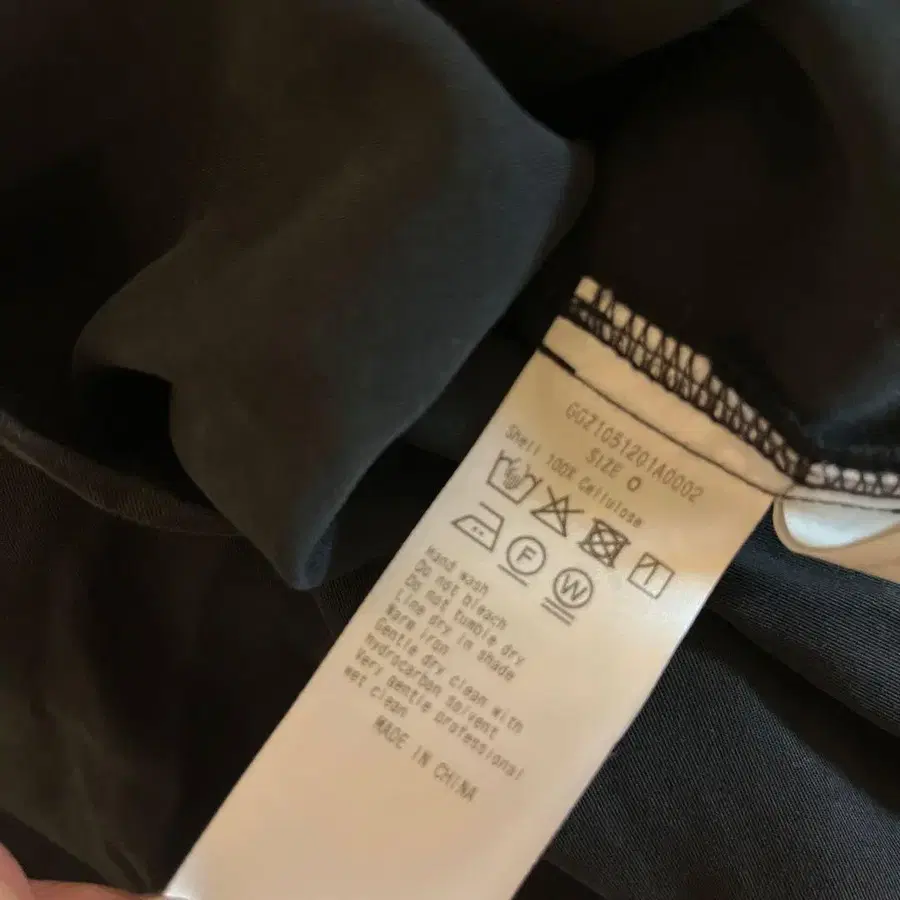 GGZ1051201A0002
SIZE 0
Shell 100% Cellulose
F
W
Hand wash
Do not bleach
Do not tumble dry
Line dry in shade
Warm iron
Gentle dry clean with
hydrocarbon solvent
Very gentle professional
wet clean
MADE IN CHINA